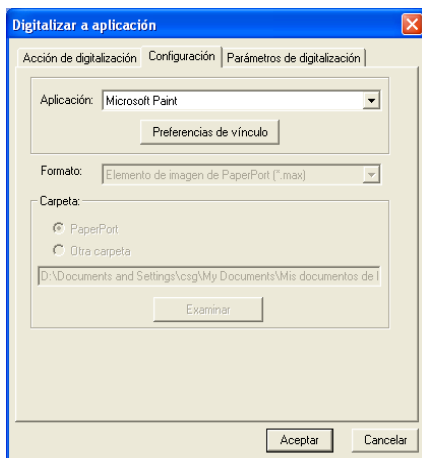 Digitalizar a aplicación
Acción de digitalización Configuración Parámetros de digitalización
Aplicación: Microsoft Paint
Preferencias de vínculo
Formato: Elemento de imagen de PaperPort (*.max)
Carpeta:
PaperPort
Otra carpeta
D:\Documents and Settings\csg\My Documents\Mis documentos de
Examinar
Aceptar Cancelar